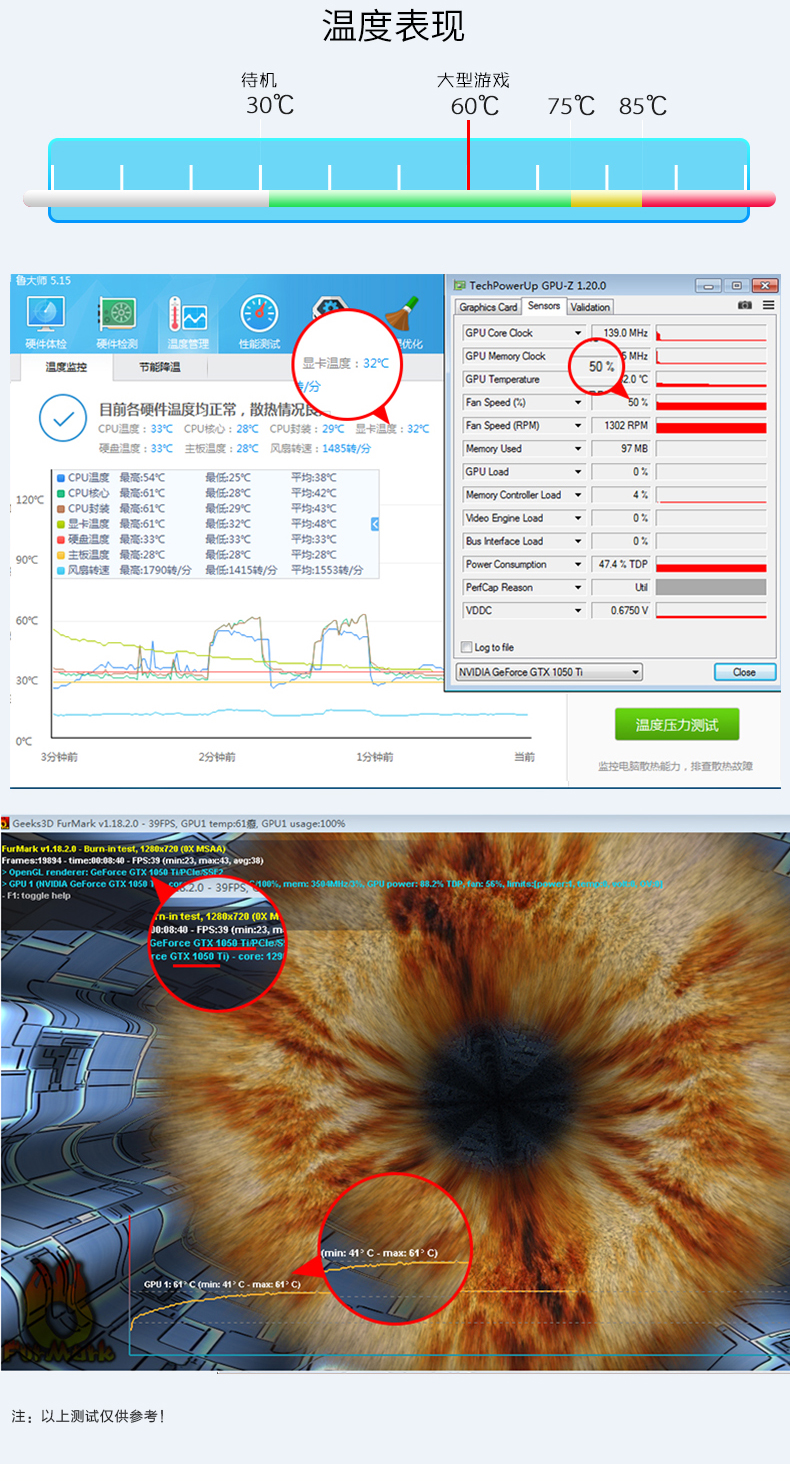 温度表现
待机
30℃
大型游戏
60℃
75℃
85℃
鲁大师 5.15
硬件体检
硬件检测
温度管理
性能测试
优化
温度监控
节能降温
显卡温度：32℃
转/分
目前各硬件温度均正常，散热情况良
CPU温度：33℃ CPU核心：28℃ CPU封装：29℃ 显卡温度：32℃
硬盘温度：33℃ 主板温度：28℃ 风扇转速：1485转/分
CPU温度 最高:54℃ 最低:25℃ 平均:38℃
CPU核心 最高:61℃ 最低:28℃ 平均:42℃
CPU封装 最高:61℃ 最低:29℃ 平均:43℃
显卡温度 最高:61℃ 最低:32℃ 平均:48℃
硬盘温度 最高:33℃ 最低:33℃ 平均:33℃
主板温度 最高:28℃ 最低:28℃ 平均:28℃
风扇转速 最高:1790转/分 最低:1415转/分 平均:1553转/分
120℃
90℃
60℃
30℃
0℃
3分钟前
2分钟前
1分钟前
当前
TechPowerUp GPU-Z 1.20.0
Graphics Card Sensors Validation
GPU Core Clock 139.0 MHz
GPU Memory Clock MHz
GPU Temperature 2.0 °C
50 %
Fan Speed (%) 50 %
Fan Speed (RPM) 1302 RPM
Memory Used 97 MB
GPU Load 0 %
Memory Controller Load 4 %
Video Engine Load 0 %
Bus Interface Load 0 %
Power Consumption 47.4 % TDP
PerfCap Reason Util
VDDC 0.6750 V
Log to file
NVIDIA GeForce GTX 1050 Ti
Close
温度压力测试
监控电脑散热能力，排查散热故障
Geeks3D FurMark v1.18.2.0 - 39FPS, GPU1 temp:61癈, GPU1 usage:100%
FurMark v1.18.2.0 - Burn-in test, 1280x720 (0X MSAA)
Frames:19894 - time:00:08:40 - FPS:39 (min:23, max:43, avg:38)
> OpenGL renderer: GeForce GTX 1050 Ti/PCIe/SSE2
> GPU 1 (NVIDIA GeForce GTX 1050 C/100%, mem: 3504MHz/3%, GPU power: 88.2% TDP, fan: 56%,
- F1: toggle help
.18.2.0 - 39FPS,
rn-in test, 1280x720 (0X M
00:08:40 - FPS:39 (min:23, m
GeForce GTX 1050 Ti/PCIe/S
rce GTX 1050 Ti) - core: 129
(min: 41° C - max: 61° C)
GPU 1: 61° C (min: 41° C - max: 61° C)
FurMark
注：以上测试仅供参考！